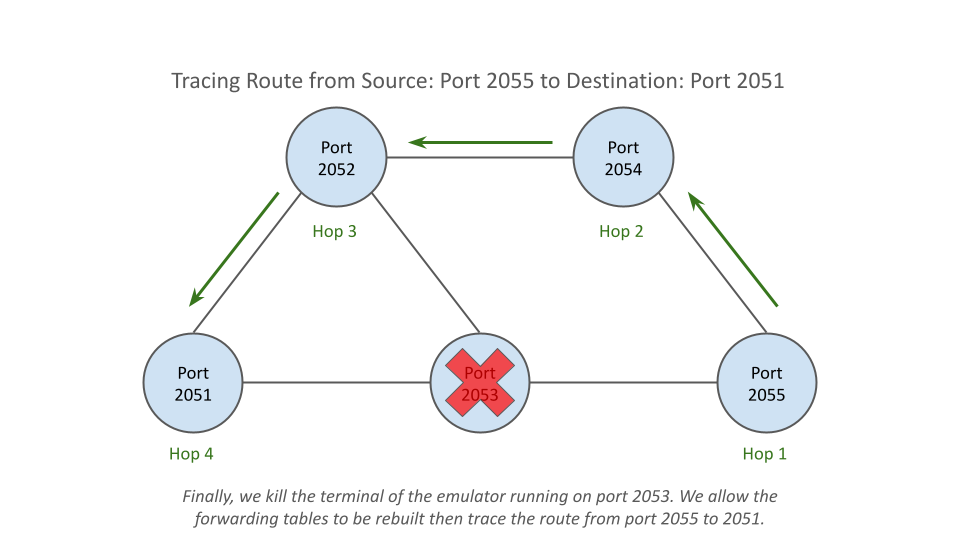 Tracing Route from Source: Port 2055 to Destination: Port 2051
Port
2052
Port
2054
Hop 3
Hop 2
Port
2051
Port
2053
Port
2055
Hop 4
Hop 1
Finally, we kill the terminal of the emulator running on port 2053. We allow the
forwarding tables to be rebuilt then trace the route from port 2055 to 2051.